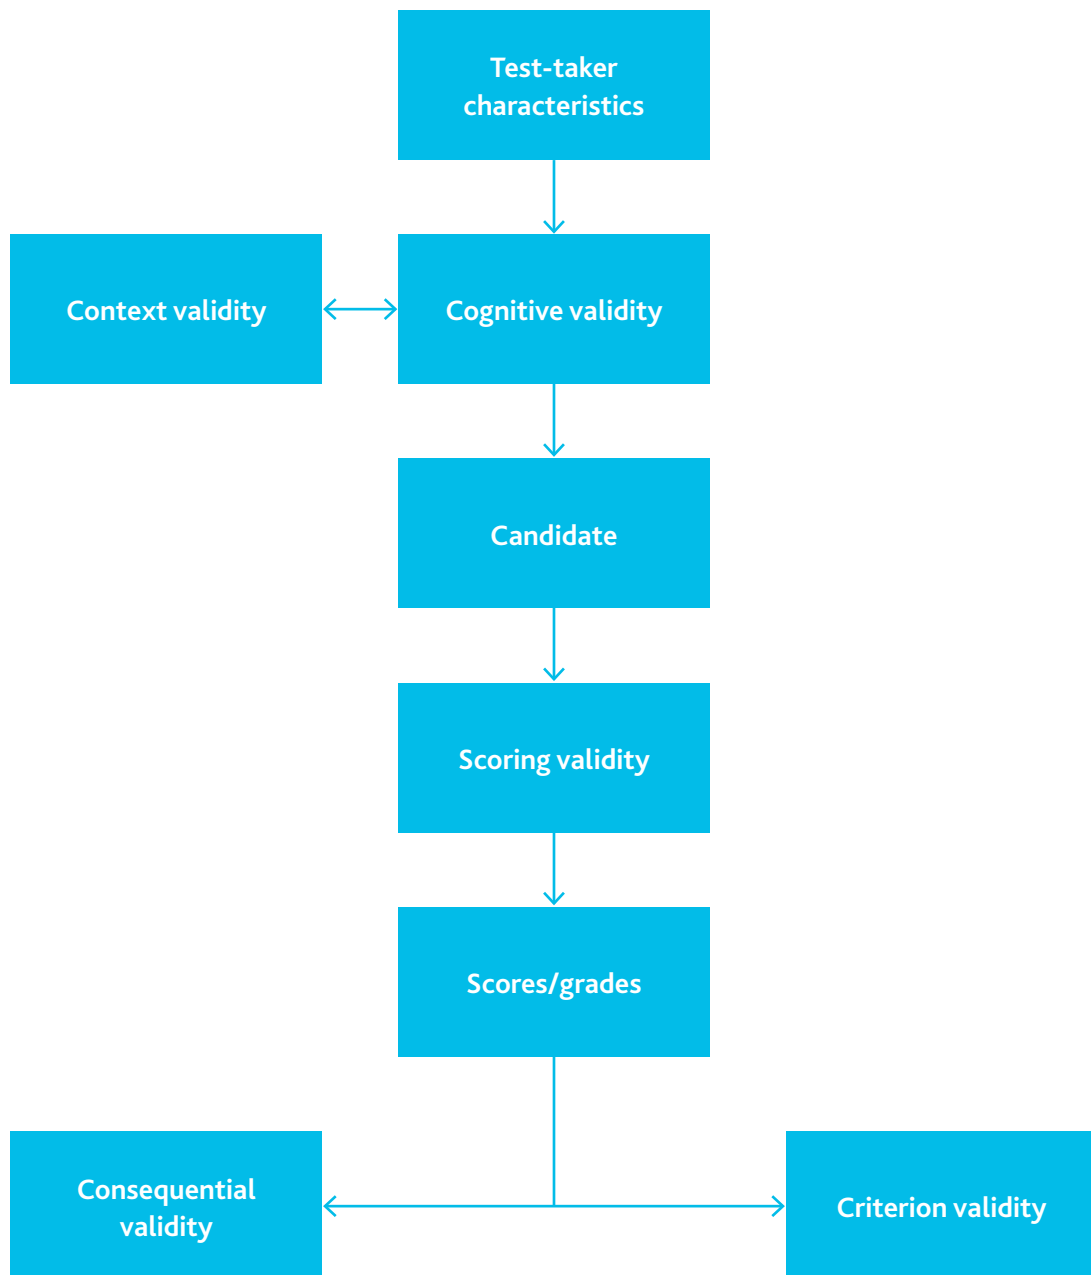 Test-taker
characteristics
Context validity
Cognitive validity
Candidate
Scoring validity
Scores/grades
Consequential
validity
Criterion validity